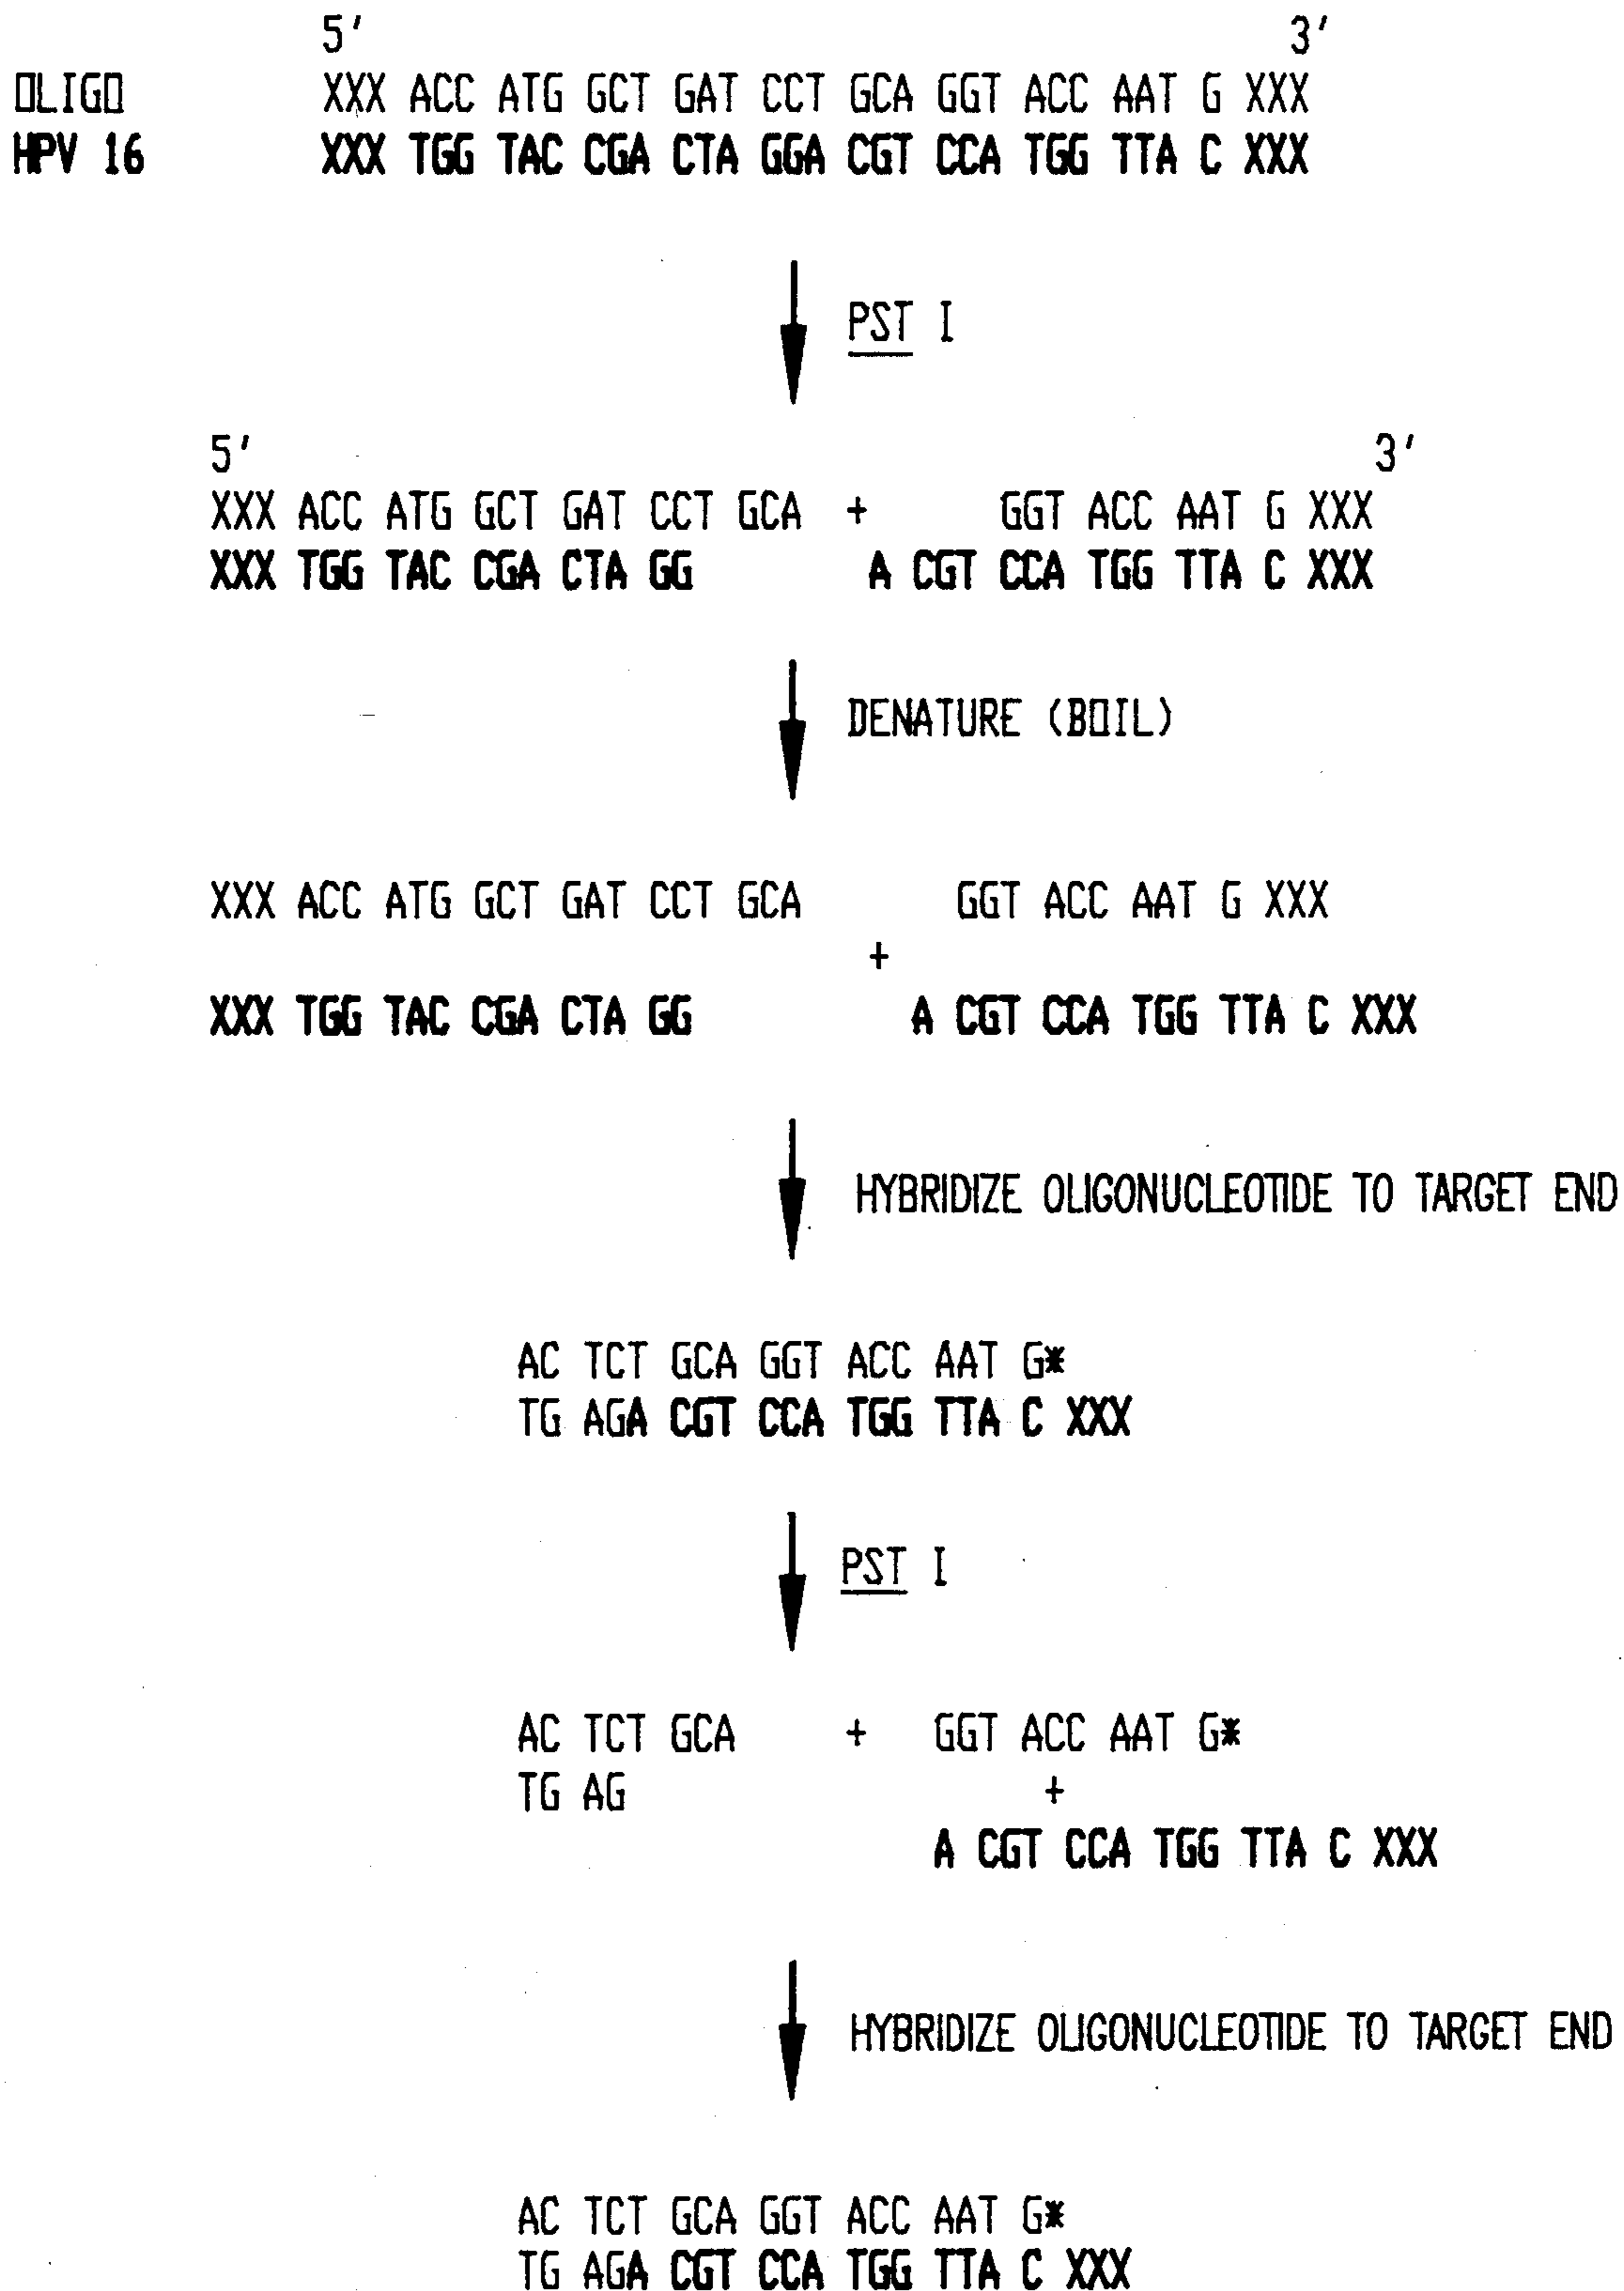 5' 3'
OLIGO XXX ACC ATG GCT GAT CCT GCA GGT ACC AAT G XXX
HPV 16 XXX TGG TAC CGA CTA GGA CGT CCA TGG TTA C XXX
PST I
5' 3'
XXX ACC ATG GCT GAT CCT GCA + GGT ACC AAT G XXX
XXX TGG TAC CGA CTA GG A CGT CCA TGG TTA C XXX
DENATURE (BOIL)
XXX ACC ATG GCT GAT CCT GCA GGT ACC AAT G XXX
+
XXX TGG TAC CGA CTA GG A CGT CCA TGG TTA C XXX
HYBRIDIZE OLIGONUCLEOTIDE TO TARGET END
AC TCT GCA GGT ACC AAT G*
TG AGA CGT CCA TGG TTA C XXX
PST I
AC TCT GCA + GGT ACC AAT G*
TG AG +
A CGT CCA TGG TTA C XXX
HYBRIDIZE OLIGONUCLEOTIDE TO TARGET END
AC TCT GCA GGT ACC AAT G*
TG AGA CGT CCA TGG TTA C XXX